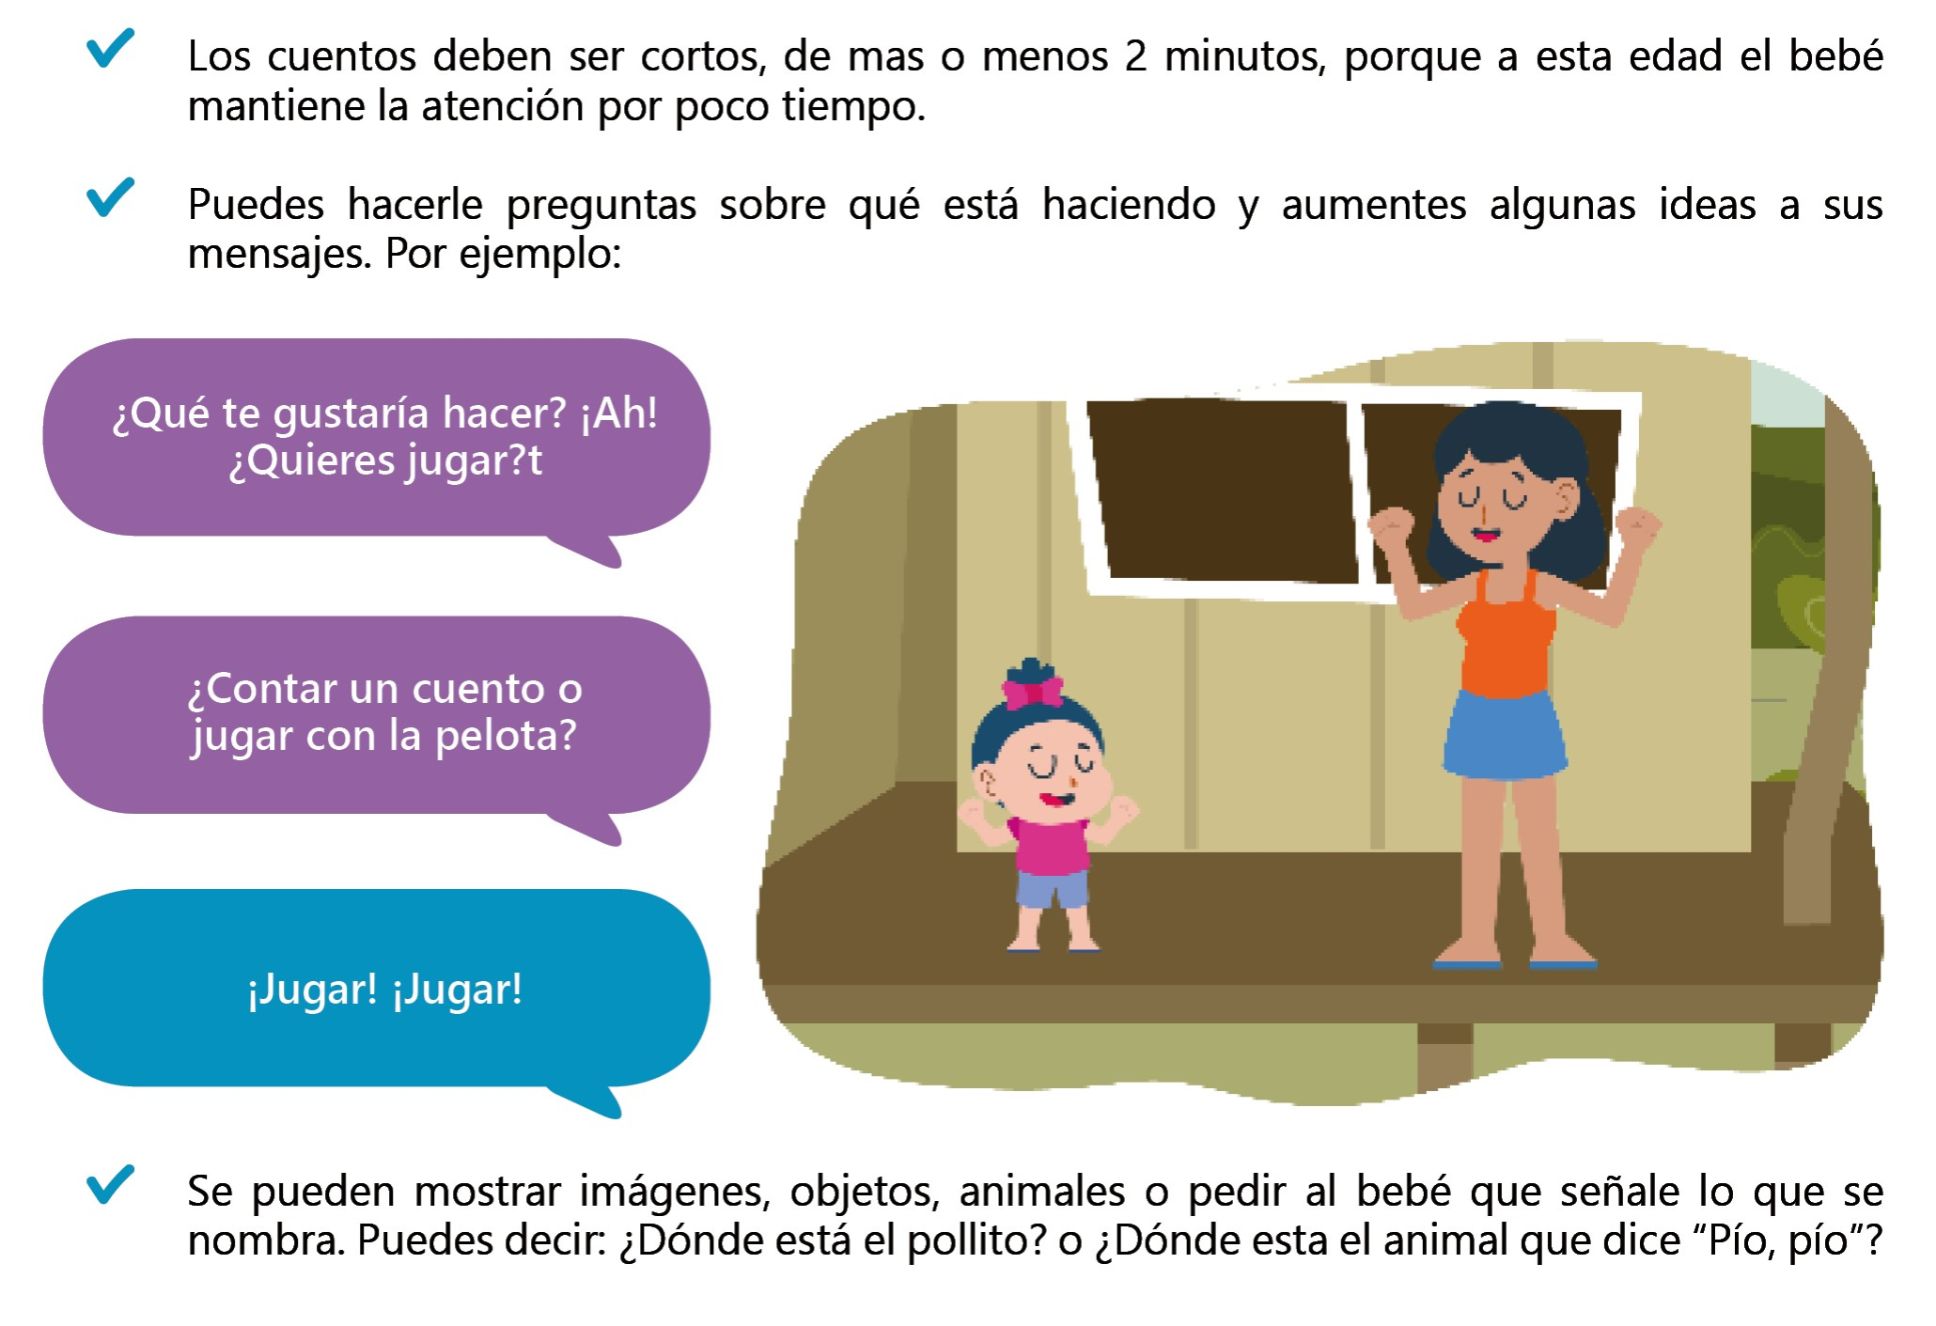 Los cuentos deben ser cortos, de mas o menos 2 minutos, porque a esta edad el bebé
mantiene la atención por poco tiempo.
Puedes hacerle preguntas sobre qué está haciendo y aumentes algunas ideas a sus
mensajes. Por ejemplo:
¿Qué te gustaría hacer? ¡Ah!
¿Quieres jugar?t
¿Contar un cuento o
jugar con la pelota?
¡Jugar! ¡Jugar!
Se pueden mostrar imágenes, objetos, animales o pedir al bebé que señale lo que se
nombra. Puedes decir: ¿Dónde está el pollito? o ¿Dónde esta el animal que dice “Pío, pío”?